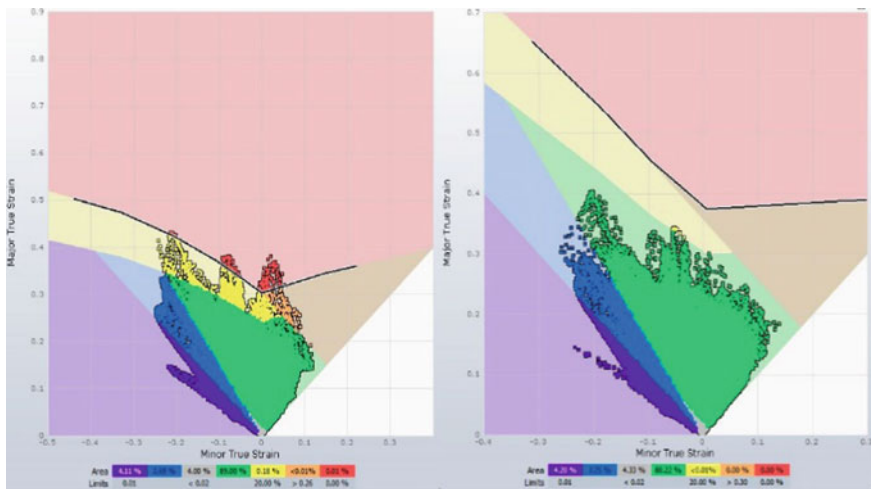 0.9
0.8
0.7
0.6
0.5
0.4
0.3
0.2
0.1
0
Major True Strain
-0.5 -0.4 -0.3 -0.2 -0.1 0 0.1 0.2 0.3
Minor True Strain
Area 4.11 % 6.00 % 89.00 % 0.18 % <0.01% 0.01 %
Limits 0.01 < 0.02 20.00 % > 0.26 0.00 %
0.7
0.6
0.5
0.4
0.3
0.2
0.1
0
Major True Strain
-0.4 -0.3 -0.2 -0.1 0 0.1 0.2 0.3
Minor True Strain
Area 4.20 % 4.33 % <0.00% 0.00 % 0.00 %
Limits 0.01 < 0.02 20.00 % > 0.30 0.00 %